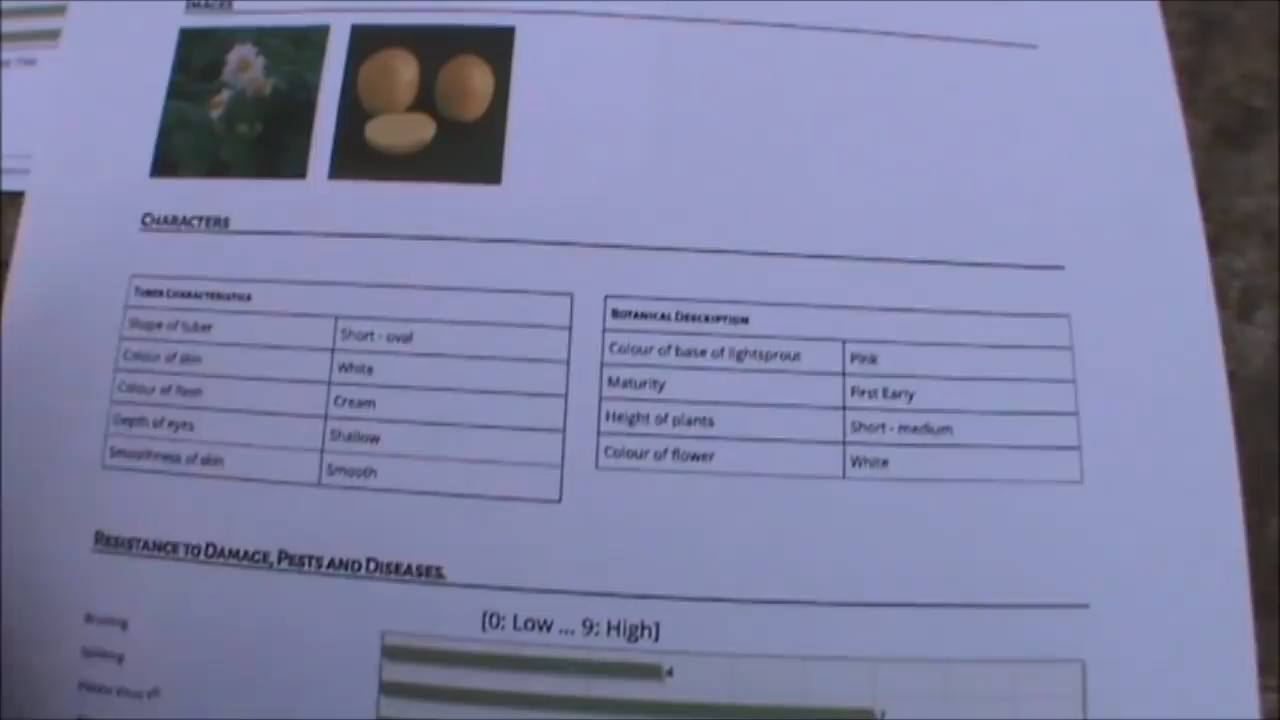 IMAGES
CHARACTERS
TUBER CHARACTERISTICS
Shape of tuber Short - oval
Colour of skin White
Colour of flesh Cream
Depth of eyes Shallow
Smoothness of skin Smooth
BOTANICAL DESCRIPTION
Colour of base of lightsprout Pink
Maturity First Early
Height of plants Short - medium
Colour of flower White
RESISTANCE TO DAMAGE, PESTS AND DISEASES.
[0: Low ... 9: High]
Bruising 4
Splitting